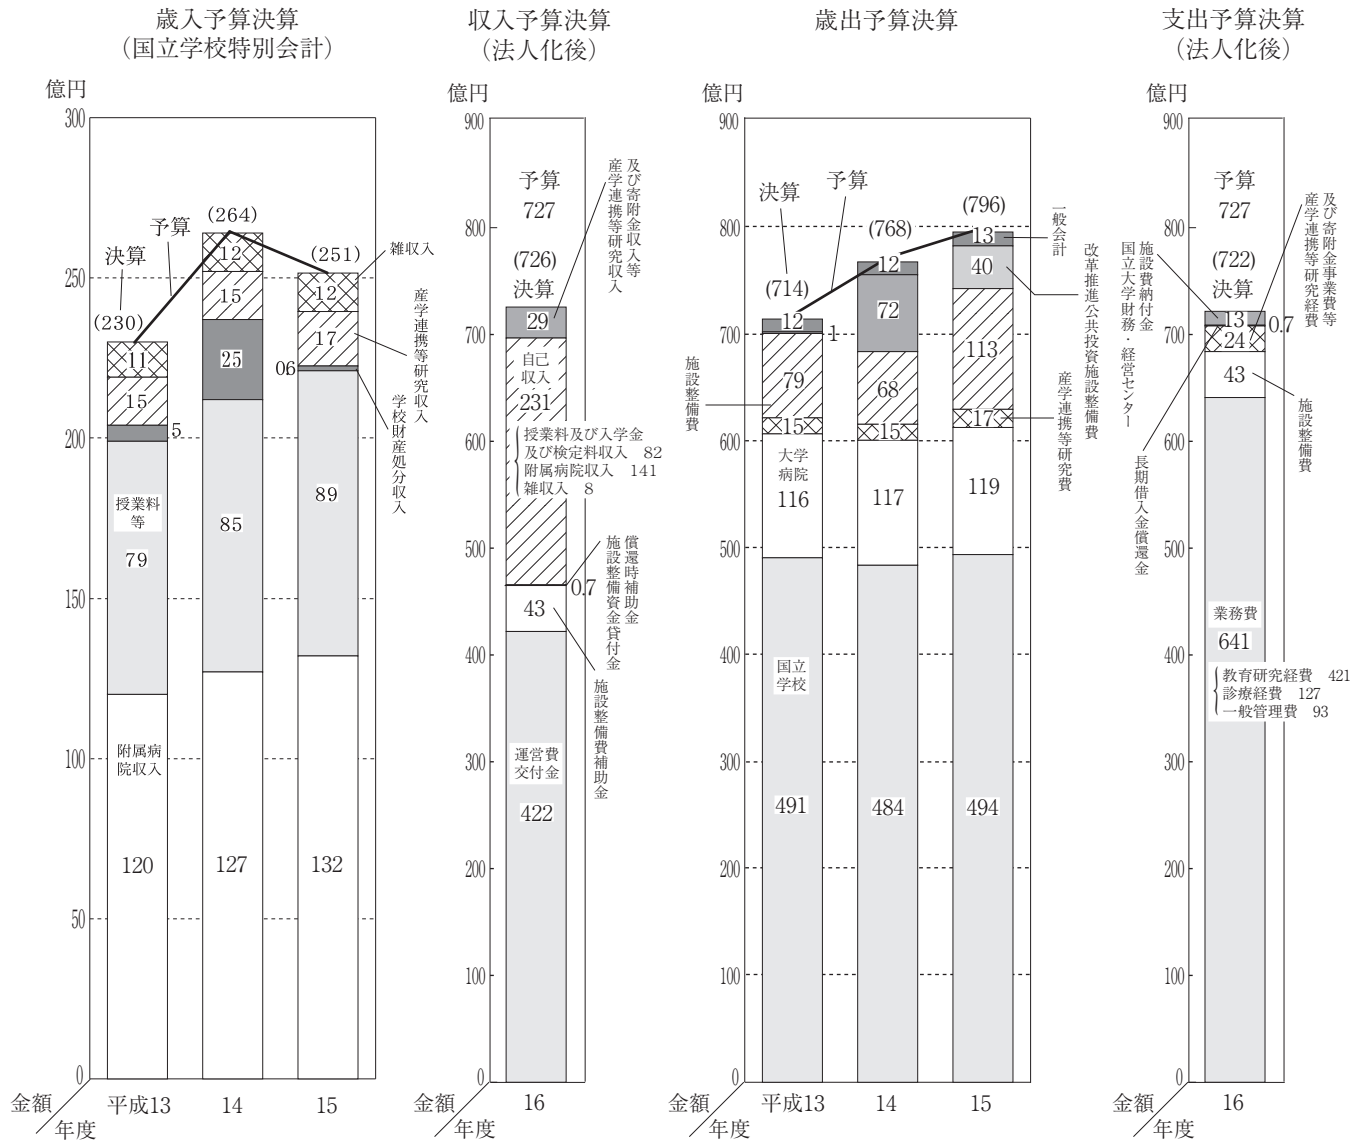 歳入予算決算
（国立学校特別会計）
億円
300
250
200
150
100
50
0
決算
予算
(230)
(264)
(251)
11
15
5
授業料
等
79
附属病
院収入
120
12
15
25
85
127
12
17
06
89
132
雑収入
産学連携等研究収入
学校財産処分収入
金額
年度
平成13
14
15
収入予算決算
（法人化後）
億円
900
800
700
600
500
400
300
200
100
0
予算
727
(726)
決算
29
自己
収入
231
授業料及び入学金
及び検定料収入 82
附属病院収入 141
雑収入 8
0.7
43
運営費
交付金
422
産学連携等研究収入
及び寄附金収入等
施設整備資金貸付金
償還時補助金
施設整備費補助金
金額
年度
16
歳出予算決算
億円
900
800
700
600
500
400
300
200
100
0
決算
予算
(714)
(768)
(796)
12
1
79
15
大学
病院
116
国立
学校
491
12
72
68
15
117
484
13
40
113
17
119
494
施設整備費
一般会計
改革推進公共投資施設整備費
産学連携等研究費
金額
年度
平成13
14
15
支出予算決算
（法人化後）
億円
900
800
700
600
500
400
300
200
100
0
予算
727
(722)
決算
13
0.7
24
43
業務費
641
教育研究経費 421
診療経費 127
一般管理費 93
産学連携等研究経費
及び寄附金事業費等
国立大学財務・経営センター
施設費納付金
長期借入金償還金
施設整備費
金額
年度
16